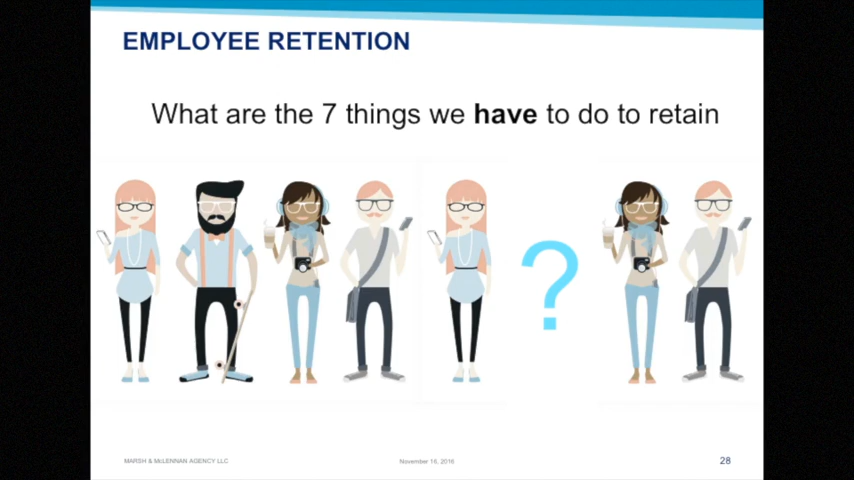 EMPLOYEE RETENTION
What are the 7 things we have to do to retain
?
MARSH & McLENNAN AGENCY LLC
November 16, 2016
28